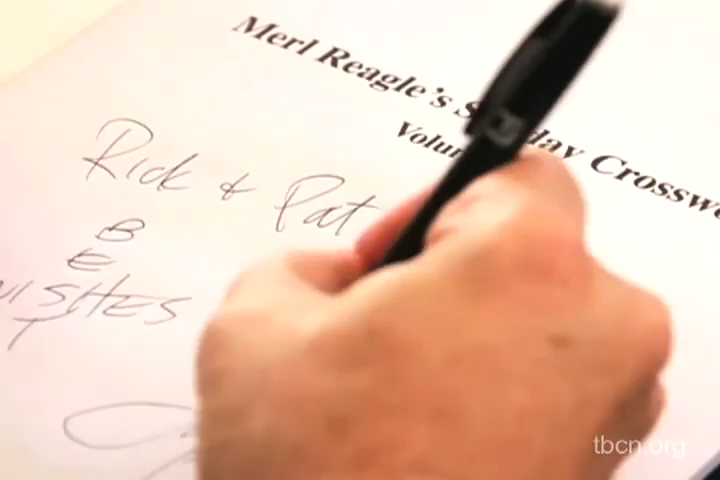 Merl Reagle's S day Crossw
Volu
Rick & Pat
B
E
WISHES
T
tbcn.org